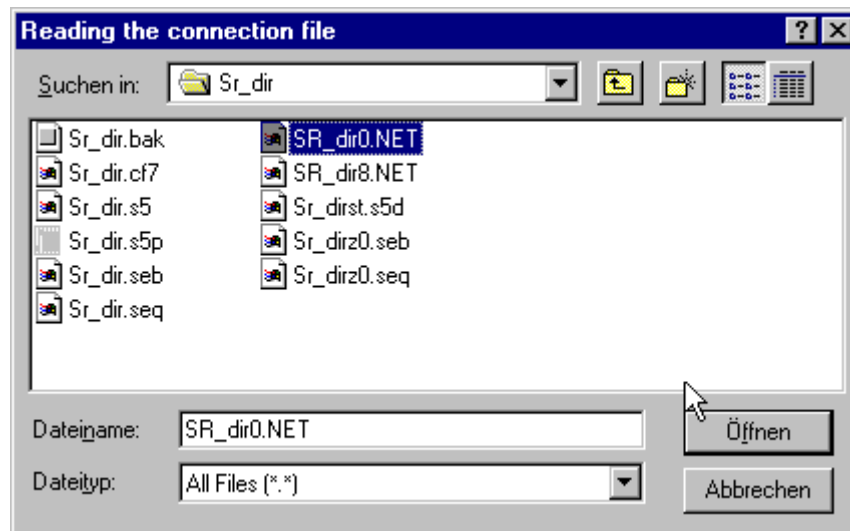 Reading the connection file
Suchen in: Sr_dir
Sr_dir.bak
Sr_dir.cf7
Sr_dir.s5
Sr_dir.s5p
Sr_dir.seb
Sr_dir.seq
SR_dir0.NET
SR_dir8.NET
Sr_dirst.s5d
Sr_dirz0.seb
Sr_dirz0.seq
Dateiname: SR_dir0.NET
Öffnen
Dateityp: All Files (*.*)
Abbrechen